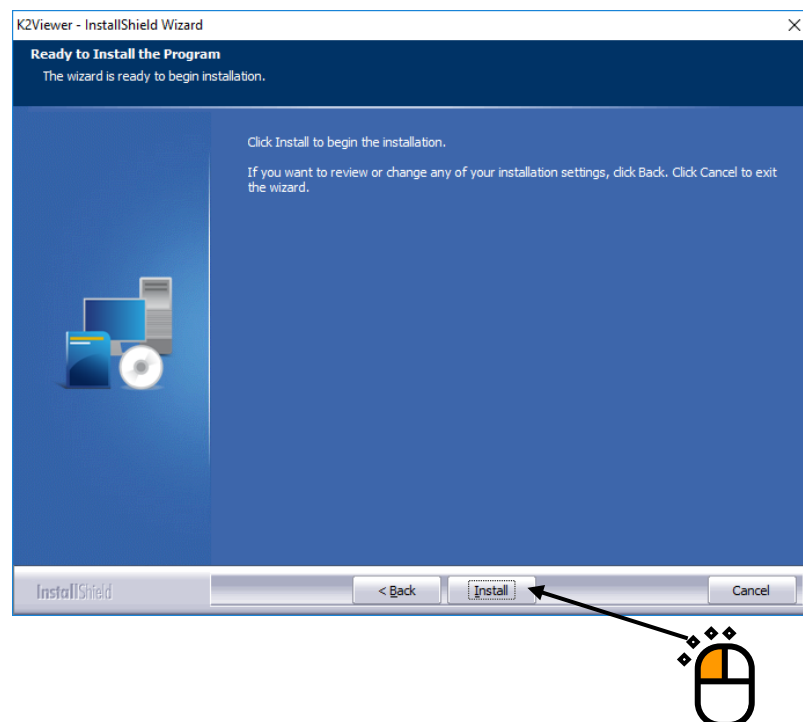 K2Viewer - InstallShield Wizard
Ready to Install the Program
The wizard is ready to begin installation.
Click Install to begin the installation.
If you want to review or change any of your installation settings, click Back. Click Cancel to exit
the wizard.
InstallShield
< Back
Install
Cancel